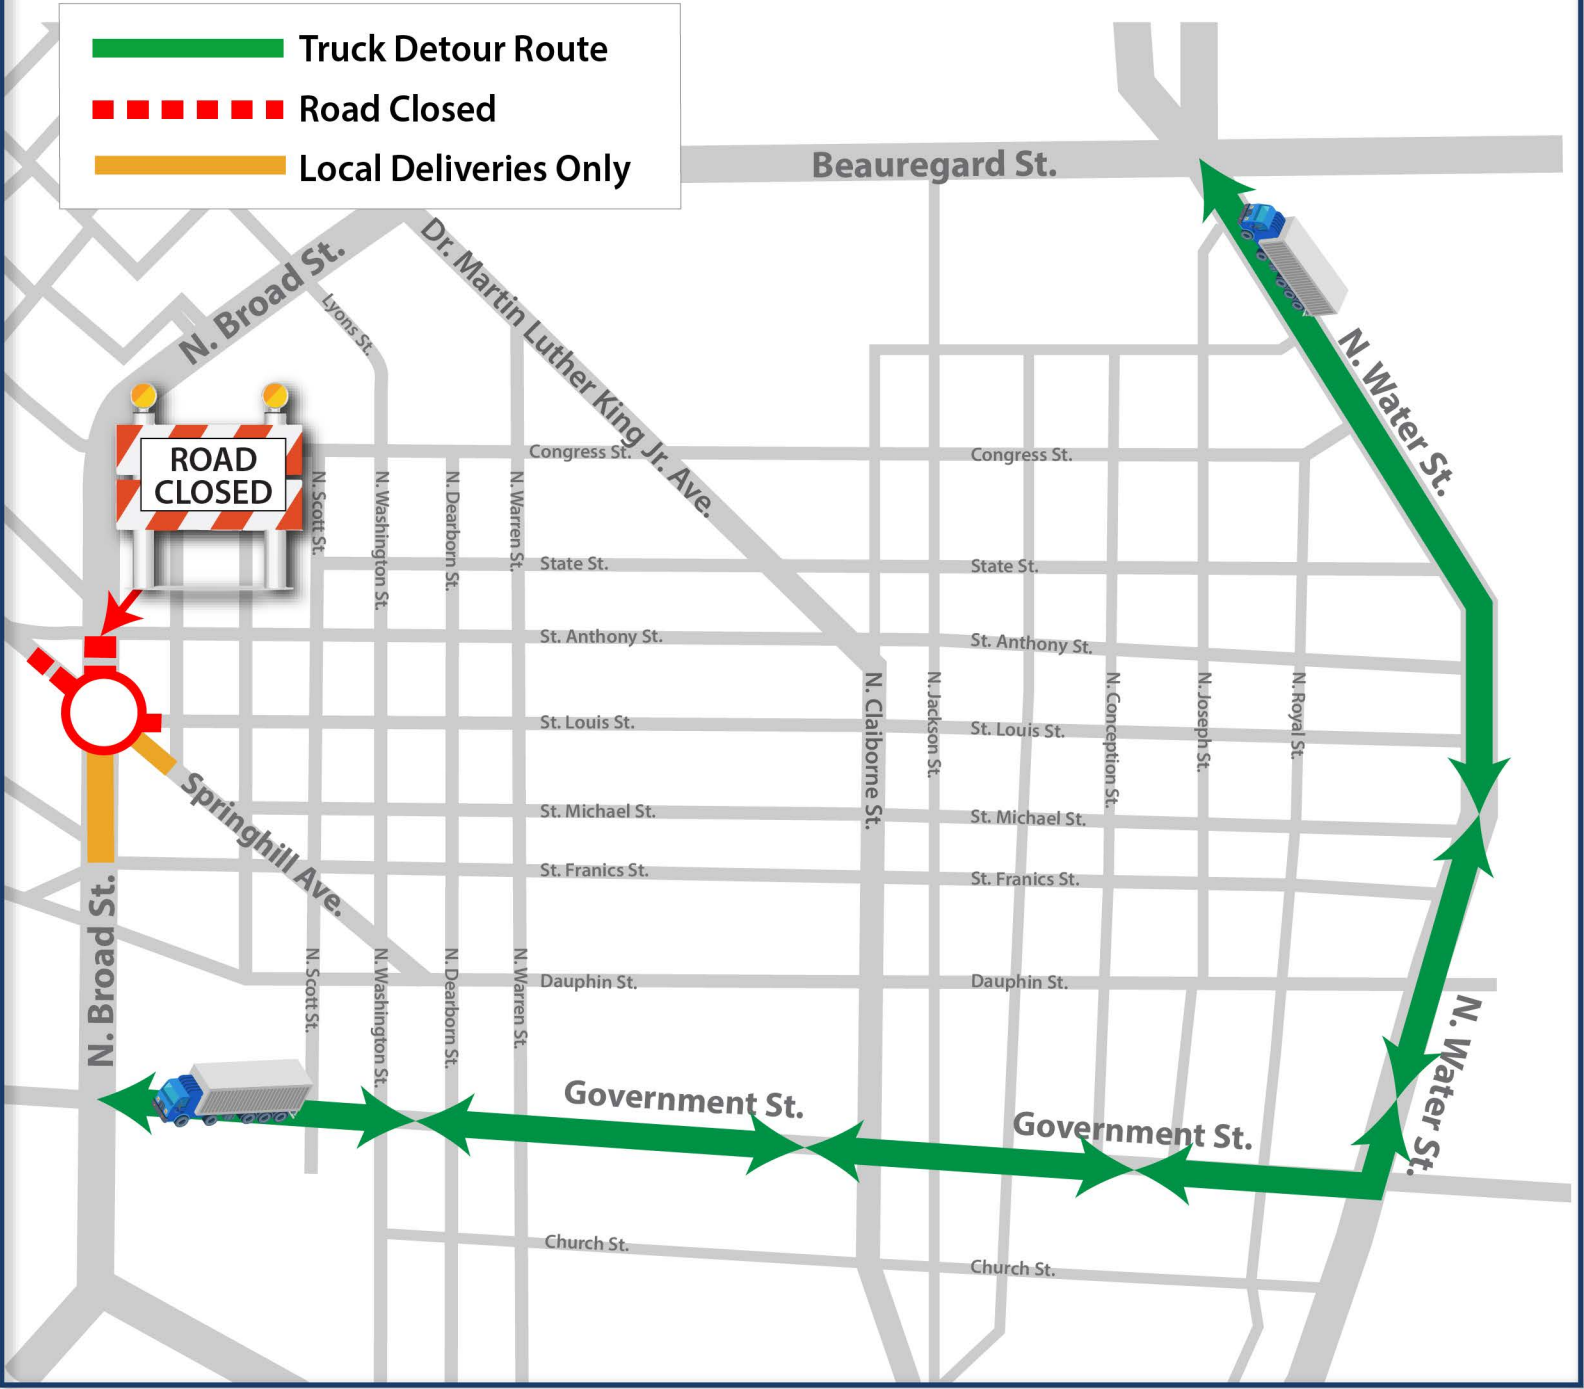 Truck Detour Route
Road Closed
Local Deliveries Only
Beauregard St.
N. Broad St.
Dr. Martin Luther King Jr. Ave.
Lyons St.
N. Water St.
ROAD
CLOSED
Congress St.
Congress St.
N. Scott St.
N. Washington St.
N. Dearborn St.
N. Warren St.
State St.
State St.
St. Anthony St.
St. Anthony St.
N. Claiborne St.
N. Jackson St.
N. Conception St.
N. Joseph St.
N. Royal St.
St. Louis St.
St. Louis St.
Springhill Ave.
St. Michael St.
St. Michael St.
St. Franics St.
St. Franics St.
N. Broad St.
N. Scott St.
N. Washington St.
N. Dearborn St.
N. Warren St.
Dauphin St.
Dauphin St.
N. Water St.
Government St.
Government St.
Church St.
Church St.